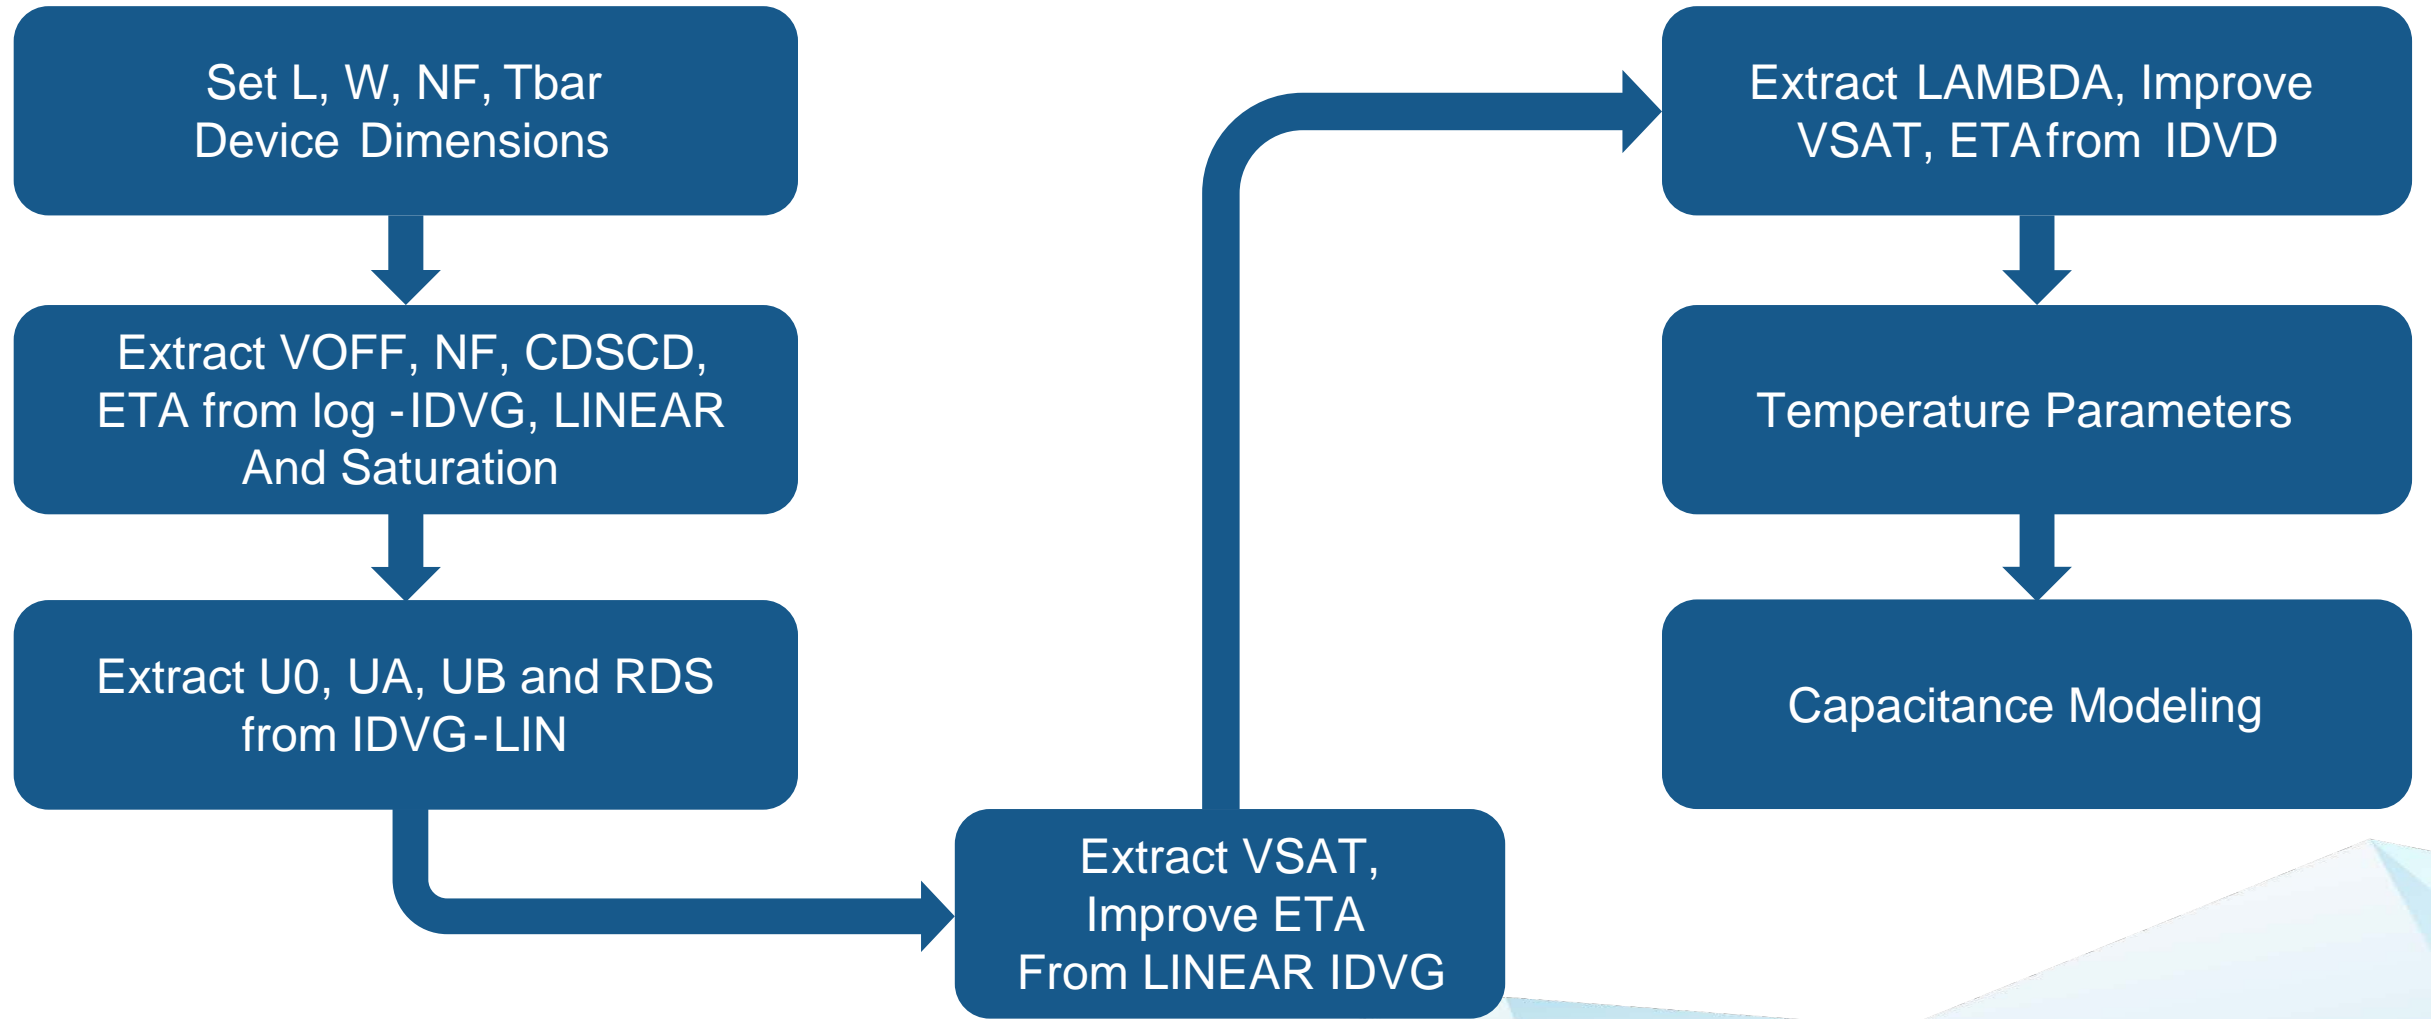 Set L, W, NF, Tbar
Device Dimensions
Extract VOFF, NF, CDSCD,
ETA from log -IDVG, LINEAR
And Saturation
Extract U0, UA, UB and RDS
from IDVG-LIN
Extract VSAT,
Improve ETA
From LINEAR IDVG
Extract LAMBDA, Improve
VSAT, ETA from IDVD
Temperature Parameters
Capacitance Modeling